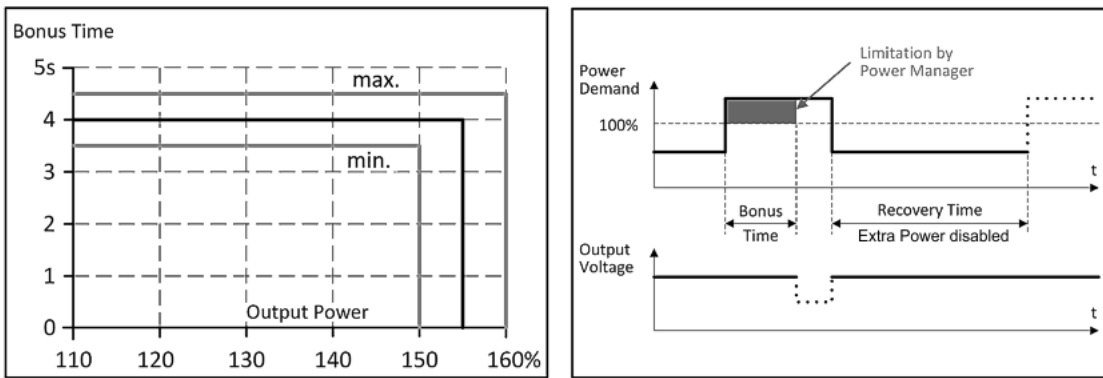 Bonus Time
5s
max.
4
min.
3
2
1
Output Power
0
110 120 130 140 150 160%
Limitation by
Power Manager
Power
Demand
100%
t
Bonus
Time
Recovery Time
Extra Power disabled
Output
Voltage
t